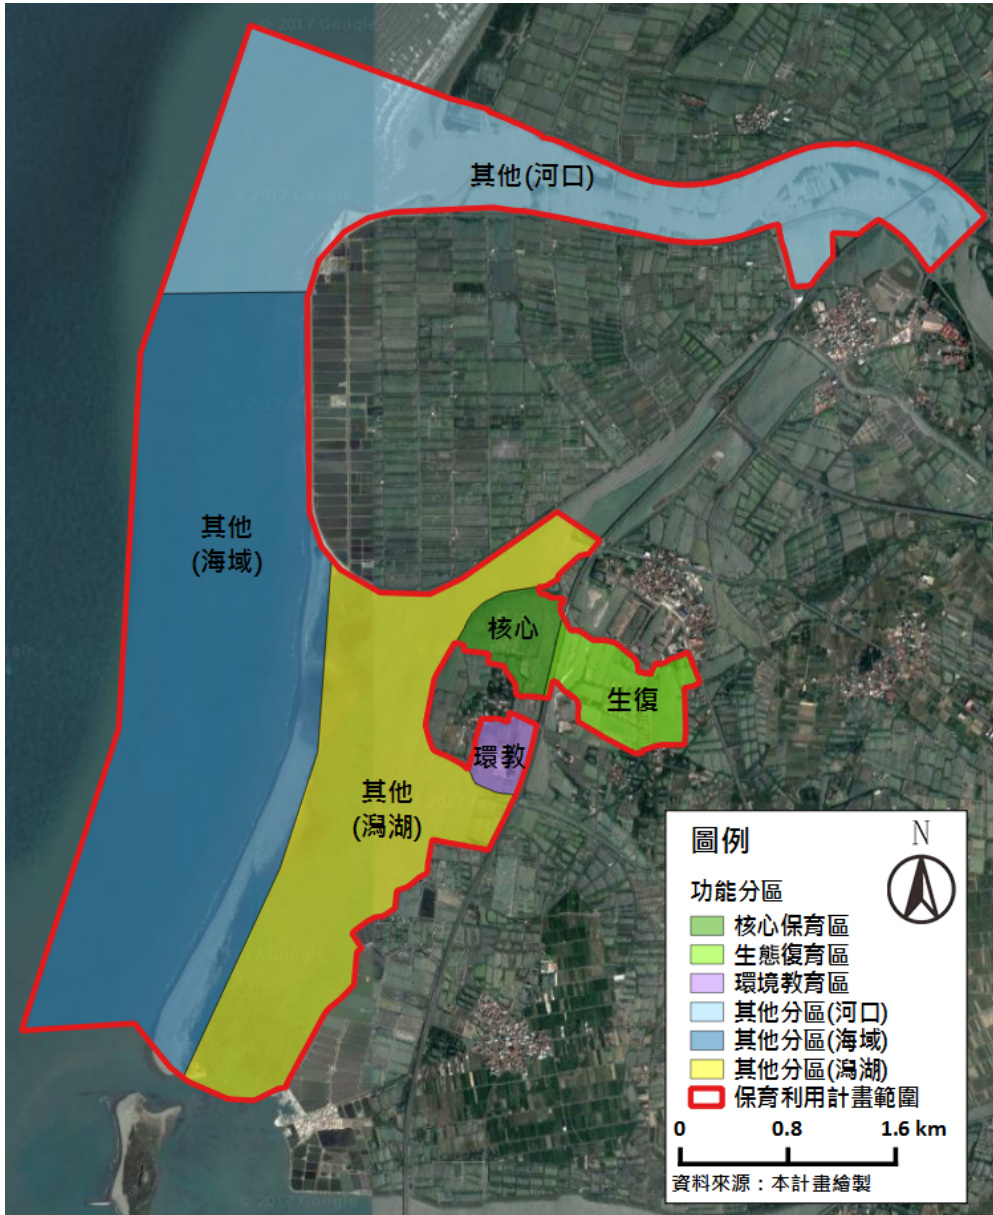 © 2017 Google
其他(河口)
其他
(海域)
核心
生復
環教
其他
(潟湖)
圖例
N
功能分區
核心保育區
生態復育區
環境教育區
其他分區(河口)
其他分區(海域)
其他分區(潟湖)
保育利用計畫範圍
0 0.8 1.6 km
資料來源：本計畫繪製